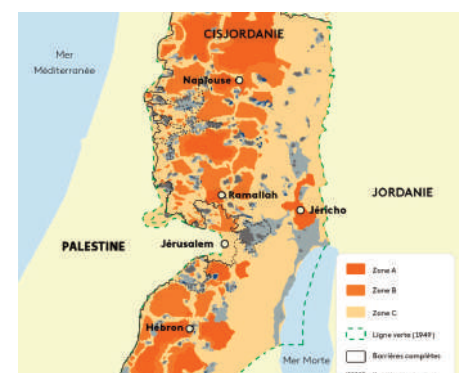 CISJORDANIE
Mer
Méditerranée
Naplouse
Ramallah
JORDANIE
Jéricho
PALESTINE
Jérusalem
Zone A
Zone B
Zone C
Ligne verte (1949)
Hébron
Mer Morte
Barrières complètes